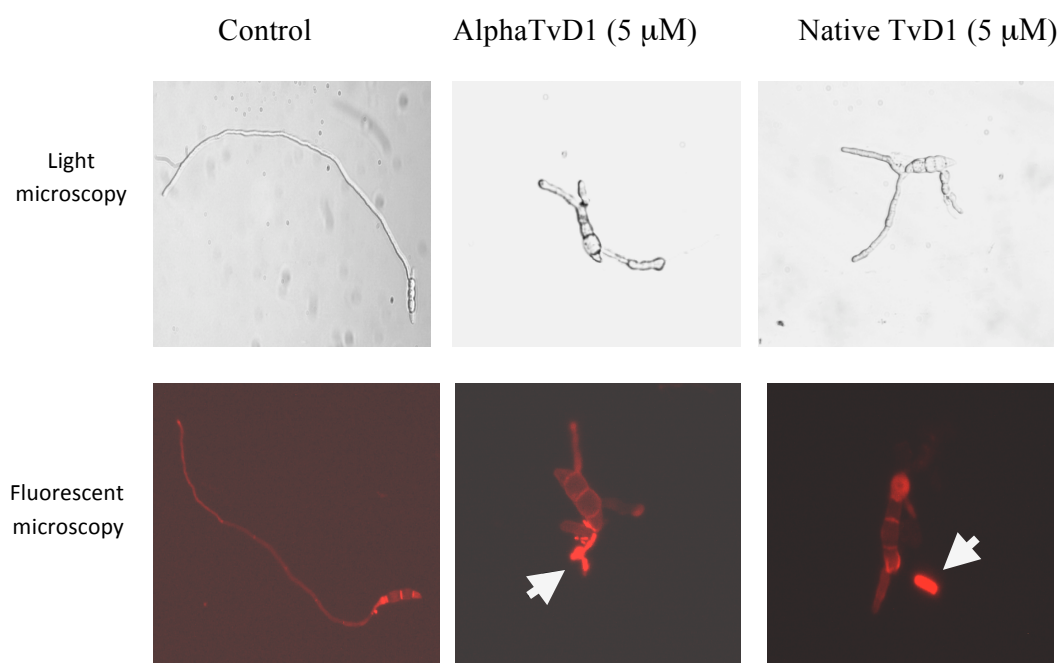 Control AlphaTvD1 (5 μM) Native TvD1 (5 μM)
Light
microscopy
Fluorescent
microscopy